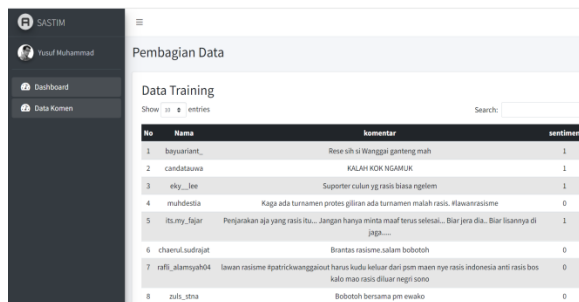 SASTIM
Yusuf Muhammad
Pembagian Data
Dashboard
Data Komen
Data Training
Show 10 entries
Search:
No Nama komentar sentimen
1 bayuariant_ Rese sih si Wanggai ganteng mah 1
2 candatauwa KALAH KOK NGAMUK 1
3 eky__lee Suporter culun yg rasis biasa ngelem 1
4 muhdestia Kaga ada turnamen protes giliran ada turnamen malah rasis. #lawanrasisme 0
5 its.my_fajar Penjarakan aja yang rasis itu... Jangan hanya minta maaf terus selesai... Biar jera dia.. Biar lisannya di 1
jaga.....
6 chaerul.sudrajat Brantas rasisme.salam bobotoh 0
7 rafli_alamsyah04 lawan rasisme #patrickwanggaiout harus kudu keluar dari psm maen nye rasis indonesia anti rasis bos 0
kalo mao rasis diluar negri sono
8 zuls_stna Bobotoh bersama pm ewako 0